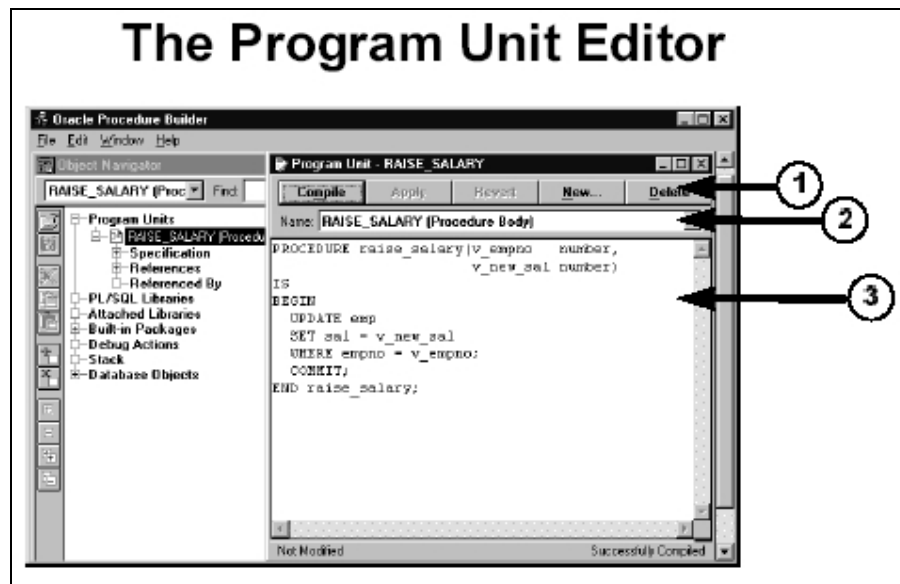 The Program Unit Editor
Oracle Procedure Builder
File Edit Window Help
Object Navigator
RAISE_SALARY (Proc Find:
Program Units
RAISE_SALARY (Procedu
Specification
References
Referenced By
PL/SQL Libraries
Attached Libraries
Built-in Packages
Debug Actions
Stack
Database Objects
Program Unit - RAISE_SALARY
Compile Apply Revert New... Delete
Name: RAISE_SALARY (Procedure Body)
PROCEDURE raise_salary(v_empno number,
v_new_sal number)
IS
BEGIN
UPDATE emp
SET sal = v_new_sal
WHERE empno = v_empno;
COMMIT;
END raise_salary;
Not Modified Successfully Compiled
1
2
3